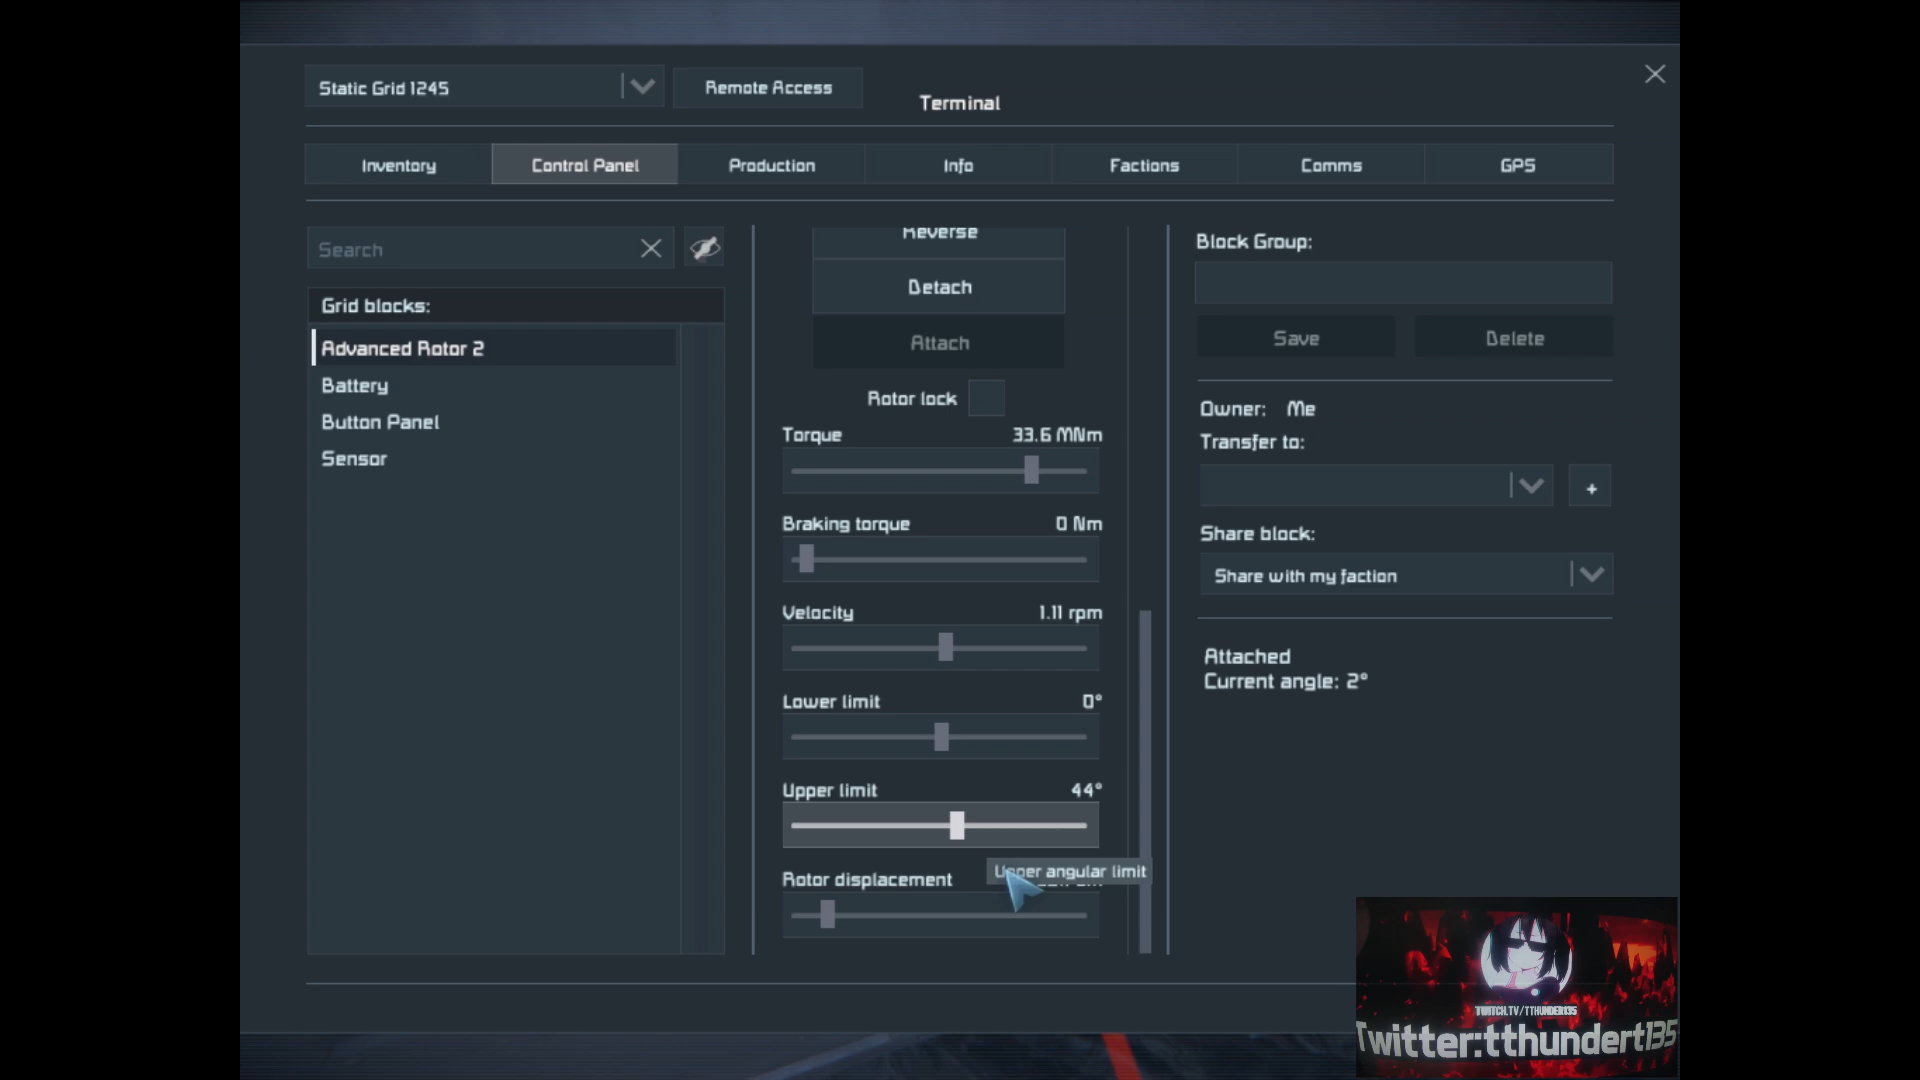 Static Grid 1245
Remote Access
Terminal
Inventory
Control Panel
Production
Info
Factions
Comms
GPS
Search
Grid blocks:
Advanced Rotor 2
Battery
Button Panel
Sensor
Reverse
Detach
Attach
Rotor lock
Torque 33.6 MNm
Braking torque 0 Nm
Velocity 1.11 rpm
Lower limit 0°
Upper limit 44°
Upper angular limit
Rotor displacement
Block Group:
Save
Delete
Owner: Me
Transfer to:
+
Share block:
Share with my faction
Attached
Current angle: 2°
TWITCH.TV/TTHUNDER135
Twitter:tthundert135